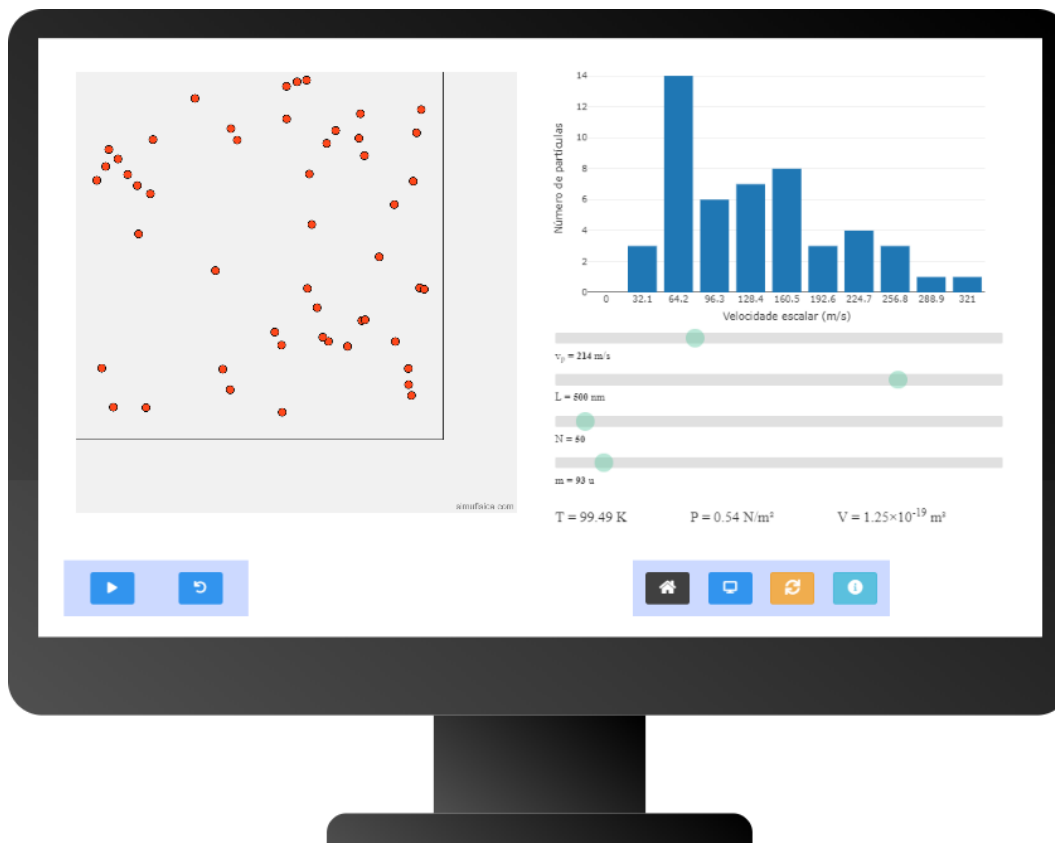 14
12
10
8
6
4
2
0
Número de partículas
0 32.1 64.2 96.3 128.4 160.5 192.6 224.7 256.8 288.9 321
Velocidade escalar (m/s)
vₚ = 214 m/s
L = 500 nm
N = 50
m = 93 u
simufisica.com
T = 99.49 K P = 0.54 N/m² V = 1.25×10⁻¹⁹ m³